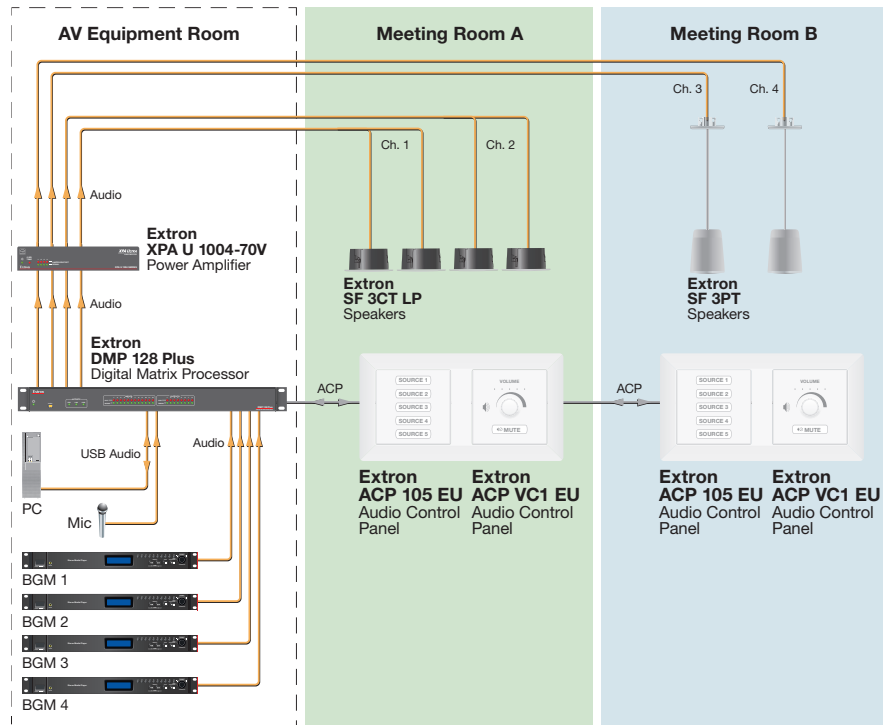 AV Equipment Room
Meeting Room A
Meeting Room B
Ch. 3
Ch. 4
Ch. 1
Ch. 2
Audio
Extron
XPA U 1004-70V
Power Amplifier
Extron
SF 3CT LP
Speakers
Extron
SF 3PT
Speakers
Audio
Extron
DMP 128 Plus
Digital Matrix Processor
Extron
ACP
SOURCE 1
SOURCE 2
SOURCE 3
SOURCE 4
SOURCE 5
VOLUME
MUTE
ACP
SOURCE 1
SOURCE 2
SOURCE 3
SOURCE 4
SOURCE 5
VOLUME
MUTE
USB Audio
Audio
PC
Mic
Extron
ACP 105 EU
Audio Control
Panel
Extron
ACP VC1 EU
Audio Control
Panel
Extron
ACP 105 EU
Audio Control
Panel
Extron
ACP VC1 EU
Audio Control
Panel
BGM 1
BGM 2
BGM 3
BGM 4